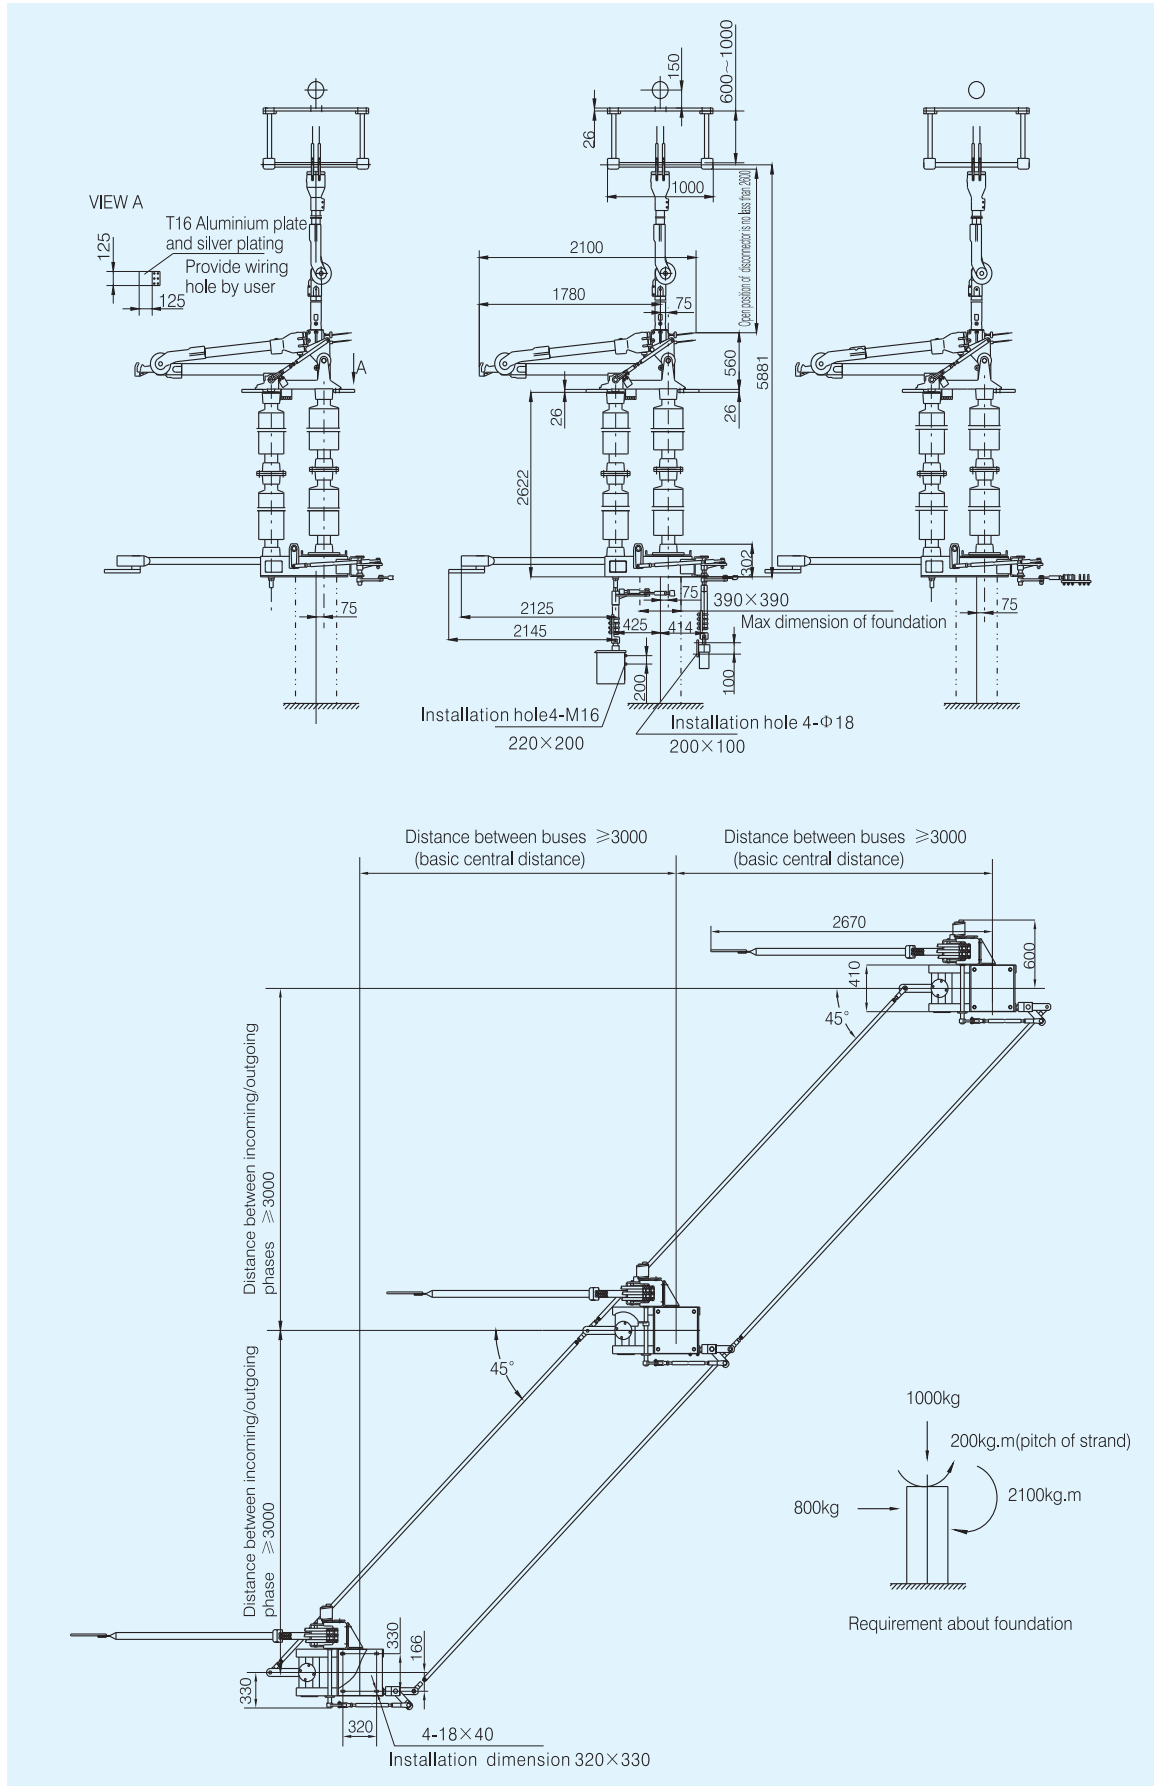 600~1000
150
26
1000
Open position of disconnector is no less than 2600
VIEW A
T16 Aluminium plate
and silver plating
125
Provide wiring
hole by user
125
2100
1780
75
A
560
5881
26
26
2622
302
75
75
390×390
75
2125
Max dimension of foundation
425
414
2145
200
100
Installation hole4-M16
220×200
Installation hole 4-Φ18
200×100
Distance between buses ≥3000
(basic central distance)
Distance between buses ≥3000
(basic central distance)
2670
600
410
45°
Distance between incoming/outgoing
phases ≥3000
45°
Distance between incoming/outgoing
phase ≥3000
1000kg
200kg.m(pitch of strand)
2100kg.m
800kg
Requirement about foundation
330
166
330
320
4-18×40
Installation dimension 320×330